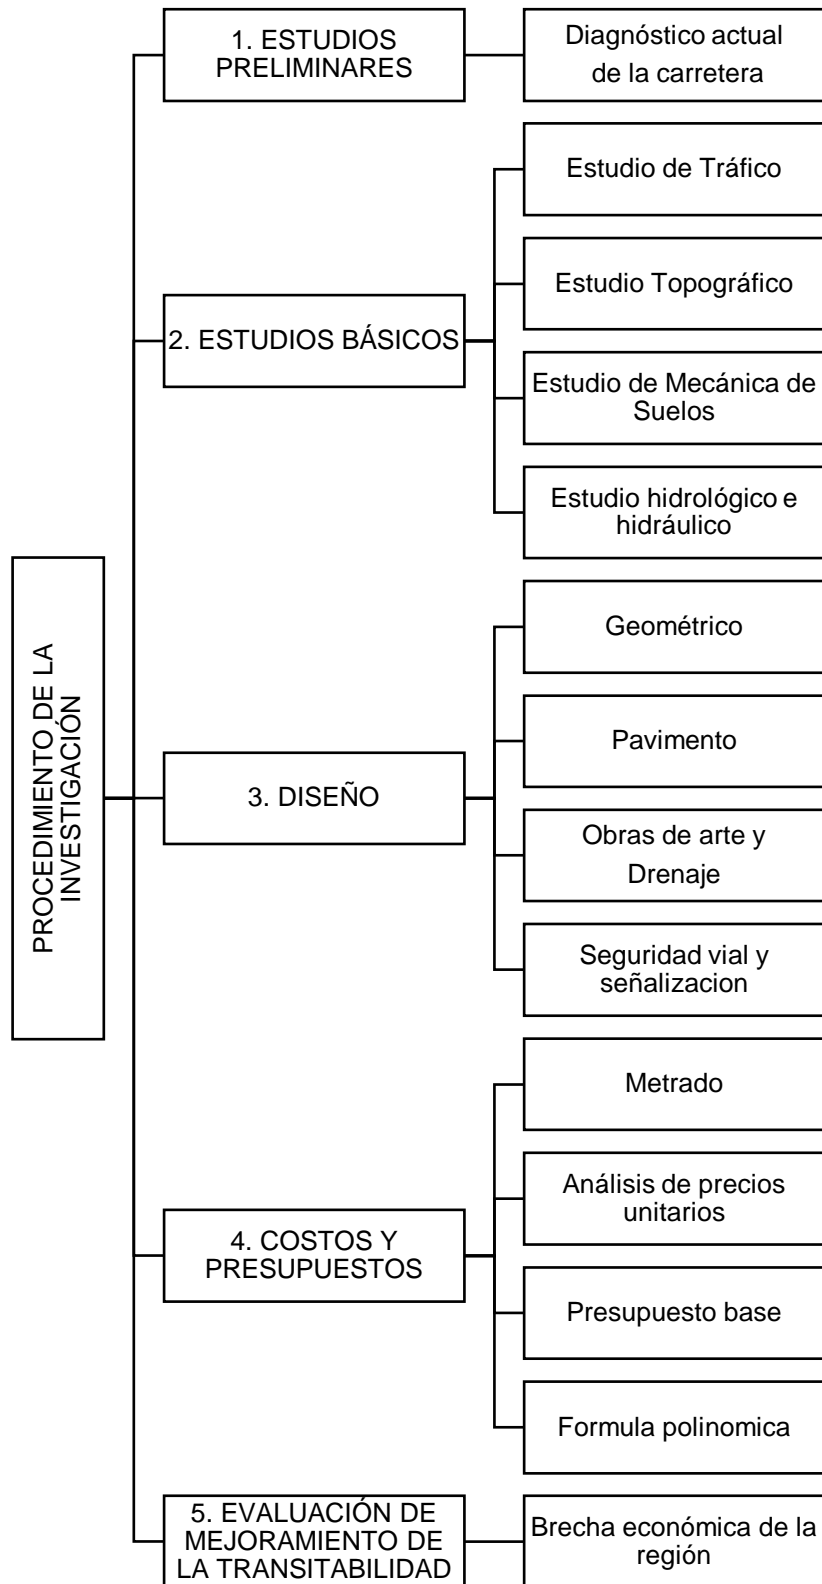 PROCEDIMIENTO DE LA
INVESTIGACIÓN
1. ESTUDIOS
PRELIMINARES
Diagnóstico actual
de la carretera
2. ESTUDIOS BÁSICOS
Estudio de Tráfico
Estudio Topográfico
Estudio de Mecánica de
Suelos
Estudio hidrológico e
hidráulico
3. DISEÑO
Geométrico
Pavimento
Obras de arte y
Drenaje
Seguridad vial y
señalizacion
4. COSTOS Y
PRESUPUESTOS
Metrado
Análisis de precios
unitarios
Presupuesto base
Formula polinomica
5. EVALUACIÓN DE
MEJORAMIENTO DE
LA TRANSITABILIDAD
Brecha económica de la
región